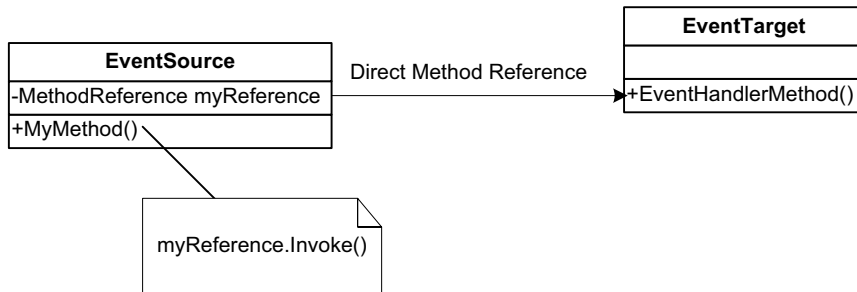 EventSource
-MethodReference myReference
+MyMethod()
Direct Method Reference
EventTarget
+EventHandlerMethod()
myReference.Invoke()